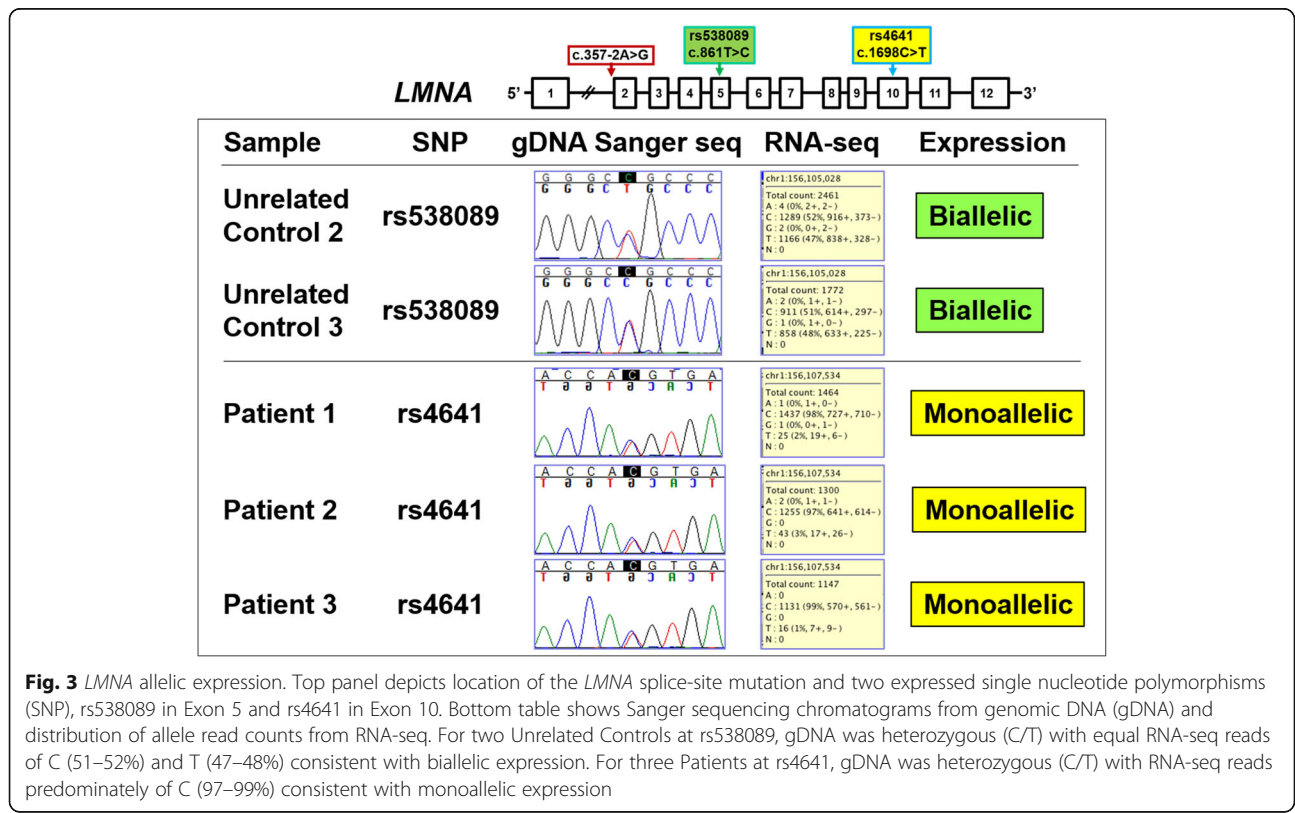 c.357-2A>G
rs538089
c.861T>C
rs4641
c.1698C>T
LMNA 5' 1 2 3 4 5 6 7 8 9 10 11 12 3'
Sample SNP gDNA Sanger seq RNA-seq Expression
Unrelated Control 2
rs538089
G G G C C G C C C
G G G C T G C C C
chr1:156,105,028
Total count: 2461
A : 4 (0%, 2+, 2-)
C : 1289 (52%, 916+, 373-)
G : 2 (0%, 0+, 2-)
T : 1166 (47%, 838+, 328-)
N : 0
Biallelic
Unrelated Control 3
rs538089
G G G C C G C C C
G G G C C G C C C
chr1:156,105,028
Total count: 1772
A : 2 (0%, 1+, 1-)
C : 911 (51%, 614+, 297-)
G : 1 (0%, 1+, 0-)
T : 858 (48%, 633+, 225-)
N : 0
Biallelic
Patient 1
rs4641
A C C A C G T G A
T G G T G C A C T
chr1:156,107,534
Total count: 1464
A : 1 (0%, 1+, 0-)
C : 1437 (98%, 727+, 710-)
G : 1 (0%, 0+, 1-)
T : 25 (2%, 19+, 6-)
N : 0
Monoallelic
Patient 2
rs4641
A C C A C G T G A
T G G T G C A C T
chr1:156,107,534
Total count: 1300
A : 2 (0%, 1+, 1-)
C : 1255 (97%, 641+, 614-)
G : 0
T : 43 (3%, 17+, 26-)
N : 0
Monoallelic
Patient 3
rs4641
A C C A C G T G A
T G G T G C A C T
chr1:156,107,534
Total count: 1147
A : 0
C : 1131 (99%, 570+, 561-)
G : 0
T : 16 (1%, 7+, 9-)
N : 0
Monoallelic
Fig. 3 LMNA allelic expression. Top panel depicts location of the LMNA splice-site mutation and two expressed single nucleotide polymorphisms
(SNP), rs538089 in Exon 5 and rs4641 in Exon 10. Bottom table shows Sanger sequencing chromatograms from genomic DNA (gDNA) and
distribution of allele read counts from RNA-seq. For two Unrelated Controls at rs538089, gDNA was heterozygous (C/T) with equal RNA-seq reads
of C (51–52%) and T (47–48%) consistent with biallelic expression. For three Patients at rs4641, gDNA was heterozygous (C/T) with RNA-seq reads
predominately of C (97–99%) consistent with monoallelic expression